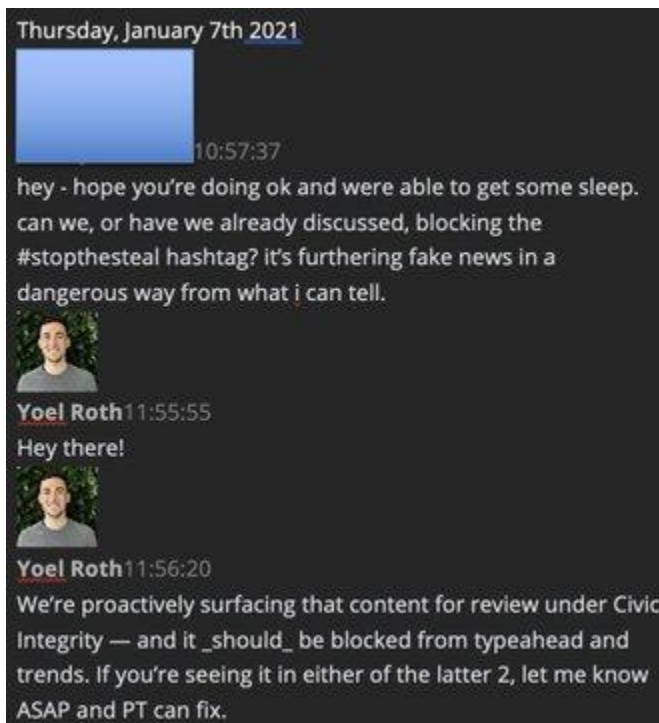 Thursday, January 7th 2021
10:57:37
hey - hope you’re doing ok and were able to get some sleep.
can we, or have we already discussed, blocking the
#stopthesteal hashtag? it’s furthering fake news in a
dangerous way from what i can tell.
Yoel Roth11:55:55
Hey there!
Yoel Roth11:56:20
We’re proactively surfacing that content for review under Civic
Integrity — and it _should_ be blocked from typeahead and
trends. If you’re seeing it in either of the latter 2, let me know
ASAP and PT can fix.